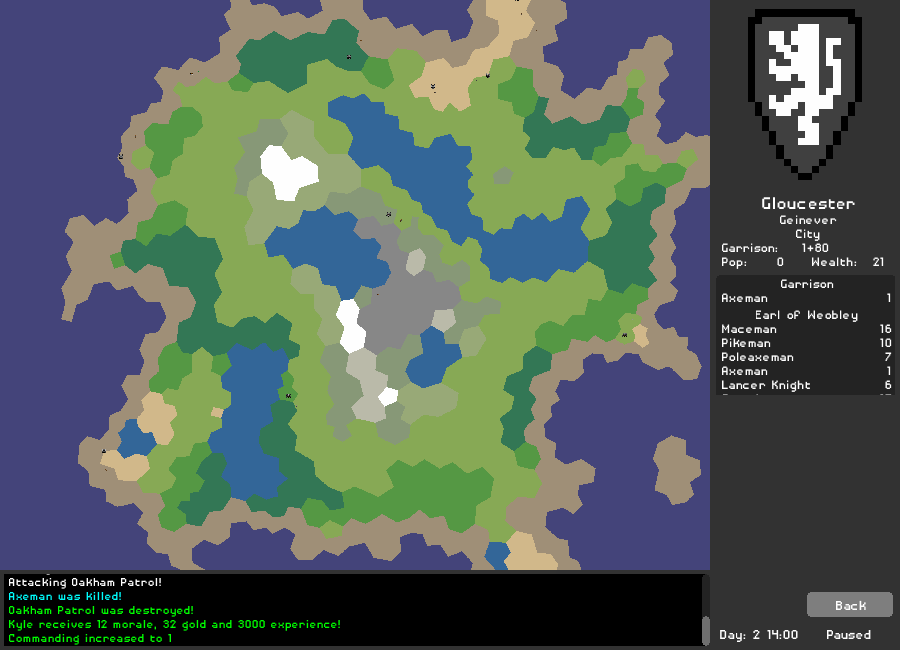 Gloucester
Geinever
City
Garrison: 1+80
Pop: 0 Wealth: 21
Garrison
Axeman 1
Earl of Weobley
Maceman 16
Pikeman 10
Poleaxeman 7
Axeman 1
Lancer Knight 6
Attacking Oakham Patrol!
Axeman was killed!
Oakham Patrol was destroyed!
Kyle receives 12 morale, 32 gold and 3000 experience!
Commanding increased to 1
Back
Day: 2 14:00 Paused